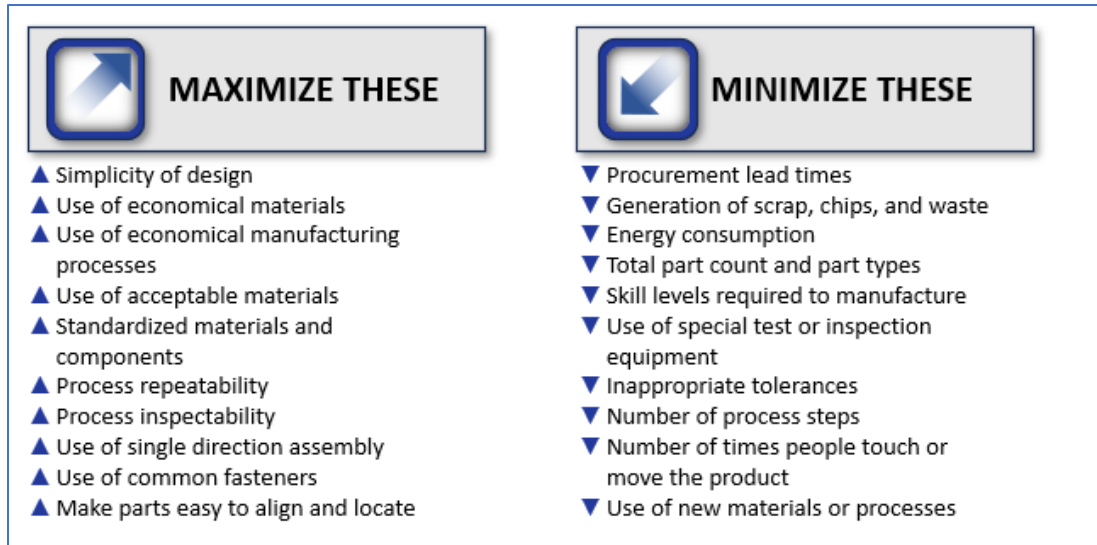 MAXIMIZE THESE
▲ Simplicity of design
▲ Use of economical materials
▲ Use of economical manufacturing
processes
▲ Use of acceptable materials
▲ Standardized materials and
components
▲ Process repeatability
▲ Process inspectability
▲ Use of single direction assembly
▲ Use of common fasteners
▲ Make parts easy to align and locate
MINIMIZE THESE
▼ Procurement lead times
▼ Generation of scrap, chips, and waste
▼ Energy consumption
▼ Total part count and part types
▼ Skill levels required to manufacture
▼ Use of special test or inspection
equipment
▼ Inappropriate tolerances
▼ Number of process steps
▼ Number of times people touch or
move the product
▼ Use of new materials or processes